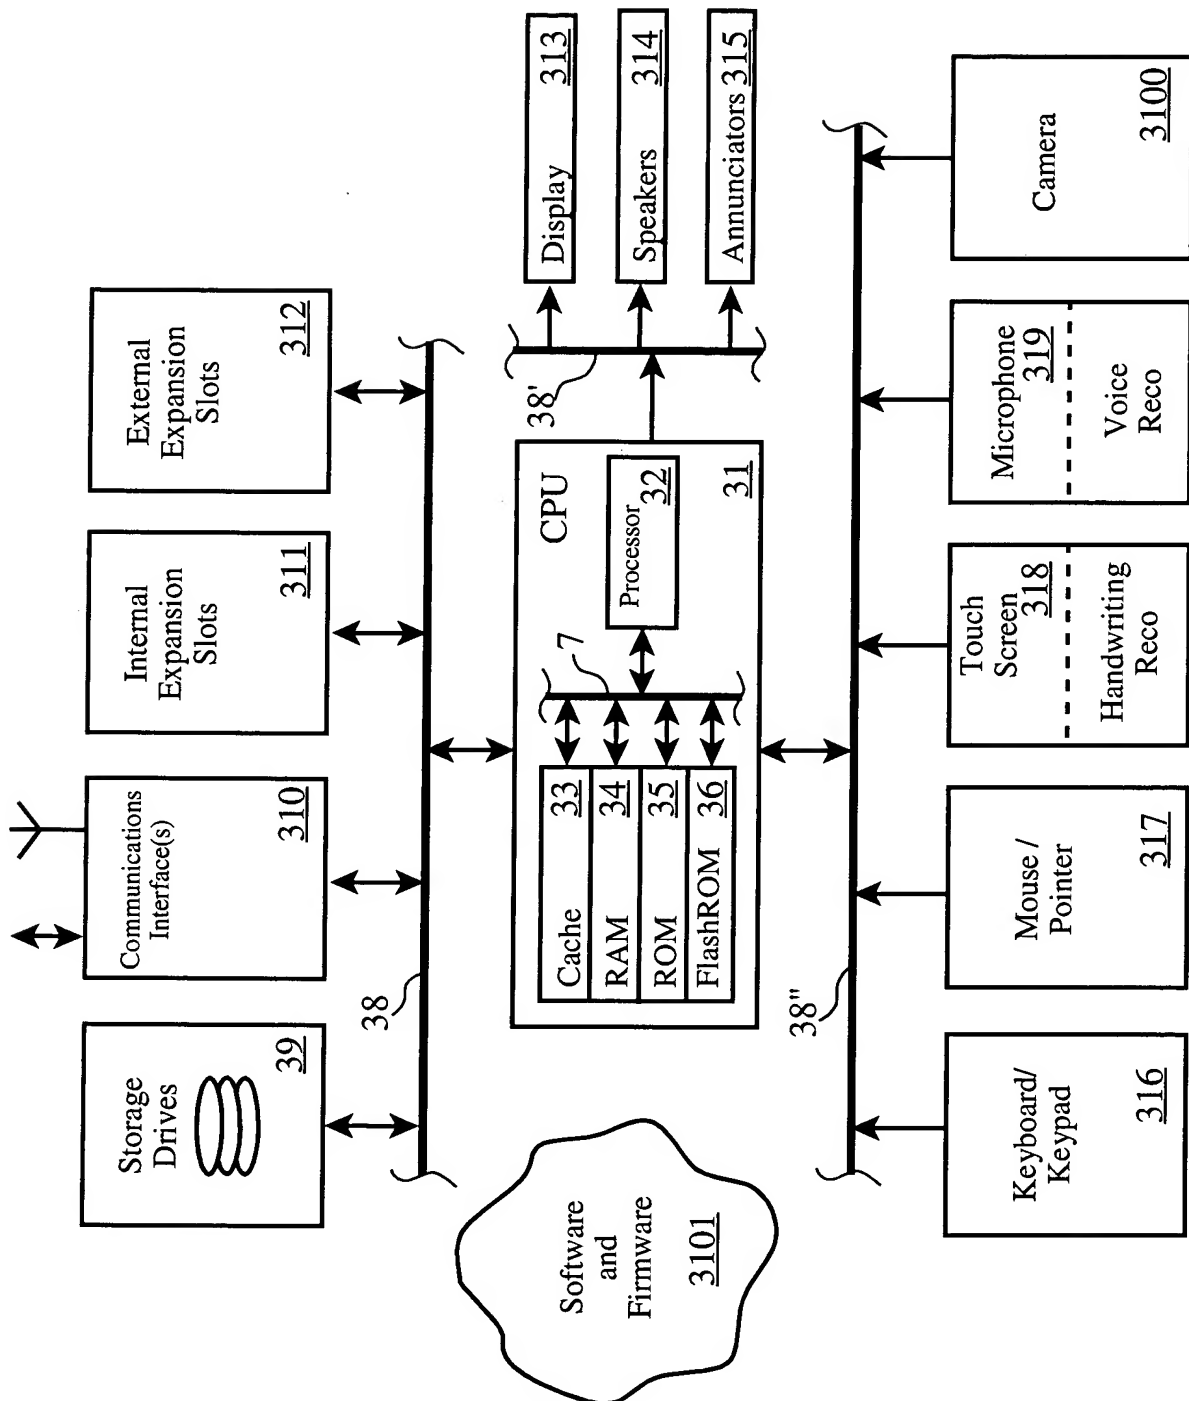 Storage
Drives
39
Communications
Interface(s)
310
Internal
Expansion
Slots
311
External
Expansion
Slots
312
38
CPU
31
Cache 33
RAM 34
ROM 35
FlashROM 36
7
Processor
32
38'
Display 313
Speakers 314
Annunciators 315
Software
and
Firmware
3101
38"
Keyboard/
Keypad
316
Mouse /
Pointer
317
Touch
Screen
318
Handwriting
Reco
Microphone
319
Voice
Reco
Camera
3100